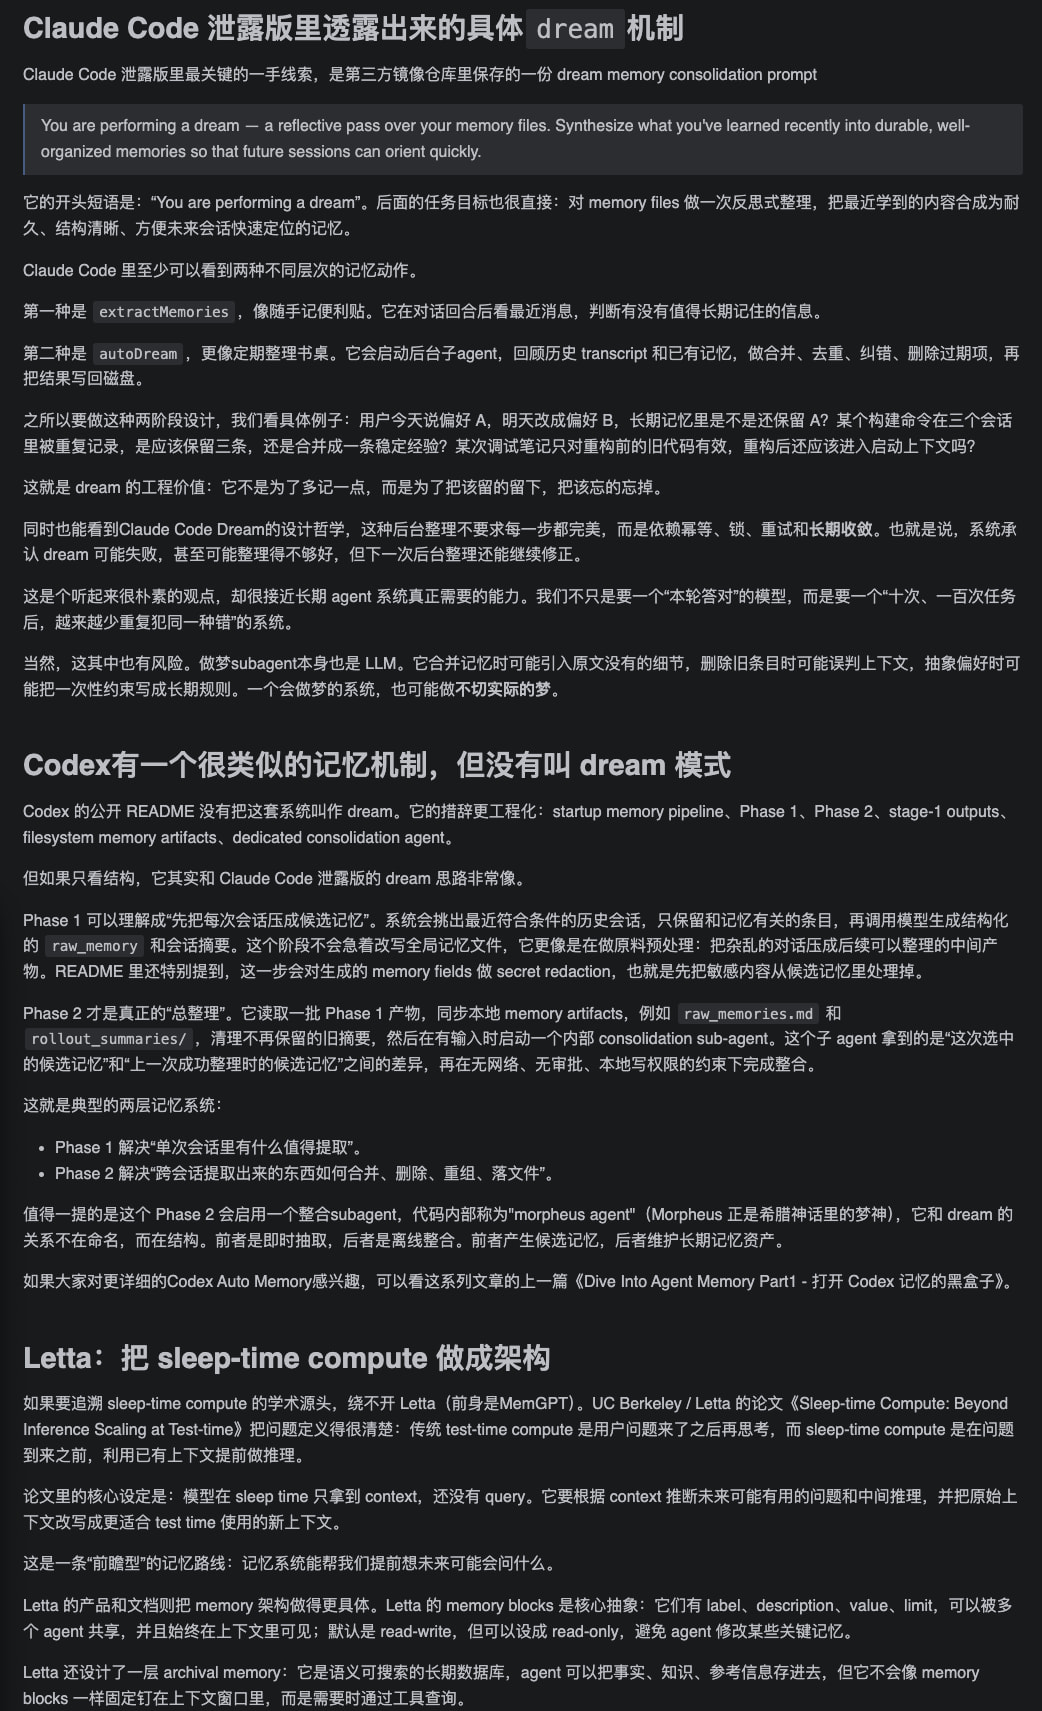 Claude Code 泄露版里透露出来的具体 dream 机制
Claude Code 泄露版里最关键的一手线索，是第三方镜像仓库里保存的一份 dream memory consolidation prompt
You are performing a dream — a reflective pass over your memory files. Synthesize what you've learned recently into durable, well-
organized memories so that future sessions can orient quickly.
它的开头短语是：“You are performing a dream”。后面的任务目标也很直接：对 memory files 做一次反思式整理，把最近学到的内容合成为耐
久、结构清晰、方便未来会话快速定位的记忆。
Claude Code 里至少可以看到两种不同层次的记忆动作。
第一种是 extractMemories ，像随手记便利贴。它在对话回合后看最近消息，判断有没有值得长期记住的信息。
第二种是 autoDream ，更像定期整理书桌。它会启动后台子agent，回顾历史 transcript 和已有记忆，做合并、去重、纠错、删除过期项，再
把结果写回磁盘。
之所以要做这种两阶段设计，我们看具体例子：用户今天说偏好 A，明天改成偏好 B，长期记忆里是不是还保留 A？某个构建命令在三个会话
里被重复记录，是应该保留三条，还是合并成一条稳定经验？某次调试笔记只对重构前的旧代码有效，重构后还应该进入启动上下文吗？
这就是 dream 的工程价值：它不是为了多记一点，而是为了把该留的留下，把该忘的忘掉。
同时也能看到Claude Code Dream的设计哲学，这种后台整理不要求每一步都完美，而是依赖幂等、锁、重试和长期收敛。也就是说，系统承
认 dream 可能失败，甚至可能整理得不够好，但下一次后台整理还能继续修正。
这是个听起来很朴素的观点，却很接近长期 agent 系统真正需要的能力。我们不只是要一个“本轮答对”的模型，而是要一个“十次、一百次任务
后，越来越少重复犯同一种错”的系统。
当然，这其中也有风险。做梦subagent本身也是 LLM。它合并记忆时可能引入原文没有的细节，删除旧条目时可能误判上下文，抽象偏好时可
能把一次性约束写成长期规则。一个会做梦的系统，也可能做不切实际的梦。
Codex有一个很类似的记忆机制，但没有叫 dream 模式
Codex 的公开 README 没有把这套系统叫作 dream。它的措辞更工程化：startup memory pipeline、Phase 1、Phase 2、stage-1 outputs、
filesystem memory artifacts、dedicated consolidation agent。
但如果只看结构，它其实和 Claude Code 泄露版的 dream 思路非常像。
Phase 1 可以理解成“先把每次会话压成候选记忆”。系统会挑出最近符合条件的历史会话，只保留和记忆有关的条目，再调用模型生成结构化
的 raw_memory 和会话摘要。这个阶段不会急着改写全局记忆文件，它更像是在做原料预处理：把杂乱的对话压成后续可以整理的中间产
物。README 里还特别提到，这一步会对生成的 memory fields 做 secret redaction，也就是先把敏感内容从候选记忆里处理掉。
Phase 2 才是真正的“总整理”。它读取一批 Phase 1 产物，同步本地 memory artifacts，例如 raw_memories.md 和
rollout_summaries/ ，清理不再保留的旧摘要，然后在有输入时启动一个内部 consolidation sub-agent。这个子 agent 拿到的是“这次选中
的候选记忆”和“上一次成功整理时的候选记忆”之间的差异，再在无网络、无审批、本地写权限的约束下完成整合。
这就是典型的两层记忆系统：
• Phase 1 解决“单次会话里有什么值得提取”。
• Phase 2 解决“跨会话提取出来的东西如何合并、删除、重组、落文件”。
值得一提的是这个 Phase 2 会启用一个整合subagent，代码内部称为"morpheus agent"（Morpheus 正是希腊神话里的梦神），它和 dream 的
关系不在命名，而在结构。前者是即时抽取，后者是离线整合。前者产生候选记忆，后者维护长期记忆资产。
如果大家对更详细的Codex Auto Memory感兴趣，可以看这系列文章的上一篇《Dive Into Agent Memory Part1 - 打开 Codex 记忆的黑盒子》。
Letta：把 sleep-time compute 做成架构
如果要追溯 sleep-time compute 的学术源头，绕不开 Letta（前身是MemGPT）。UC Berkeley / Letta 的论文《Sleep-time Compute: Beyond
Inference Scaling at Test-time》把问题定义得很清楚：传统 test-time compute 是用户问题来了之后再思考，而 sleep-time compute 是在问题
到来之前，利用已有上下文提前做推理。
论文里的核心设定是：模型在 sleep time 只拿到 context，还没有 query。它要根据 context 推断未来可能有用的问题和中间推理，并把原始上
下文改写成更适合 test time 使用的新上下文。
这是一条“前瞻型”的记忆路线：记忆系统能帮我们提前想未来可能会问什么。
Letta 的产品和文档则把 memory 架构做得更具体。Letta 的 memory blocks 是核心抽象：它们有 label、description、value、limit，可以被多
个 agent 共享，并且始终在上下文里可见；默认是 read-write，但可以设成 read-only，避免 agent 修改某些关键记忆。
Letta 还设计了一层 archival memory：它是语义可搜索的长期数据库，agent 可以把事实、知识、参考信息存进去，但它不会像 memory
blocks 一样固定钉在上下文窗口里，而是需要时通过工具查询。